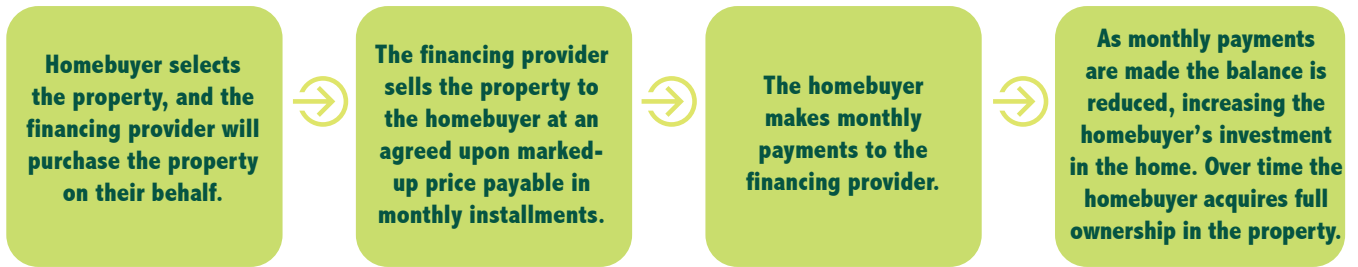 Homebuyer selects
the property, and the
financing provider will
purchase the property
on their behalf.
The financing provider
sells the property to
the homebuyer at an
agreed upon marked-
up price payable in
monthly installments.
The homebuyer
makes monthly
payments to the
financing provider.
As monthly payments
are made the balance is
reduced, increasing the
homebuyer’s investment
in the home. Over time the
homebuyer acquires full
ownership in the property.